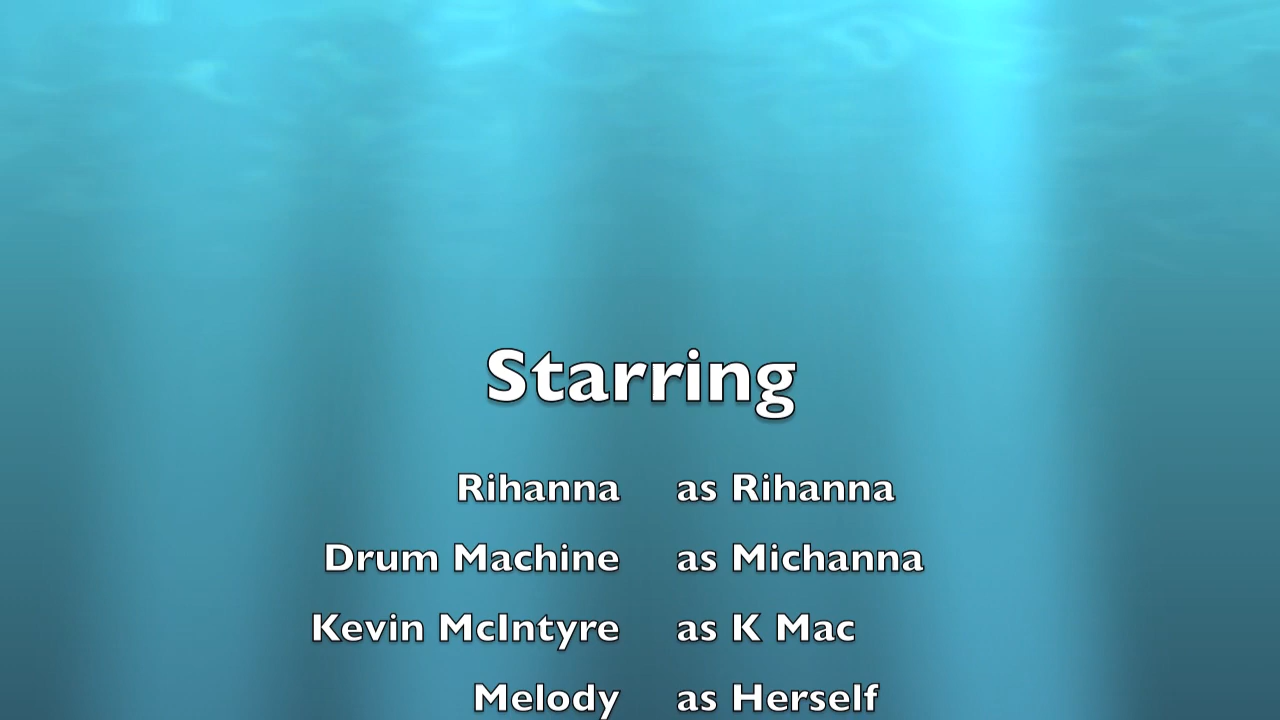 Starring
Rihanna as Rihanna
Drum Machine as Michanna
Kevin McIntyre as K Mac
Melody as Herself